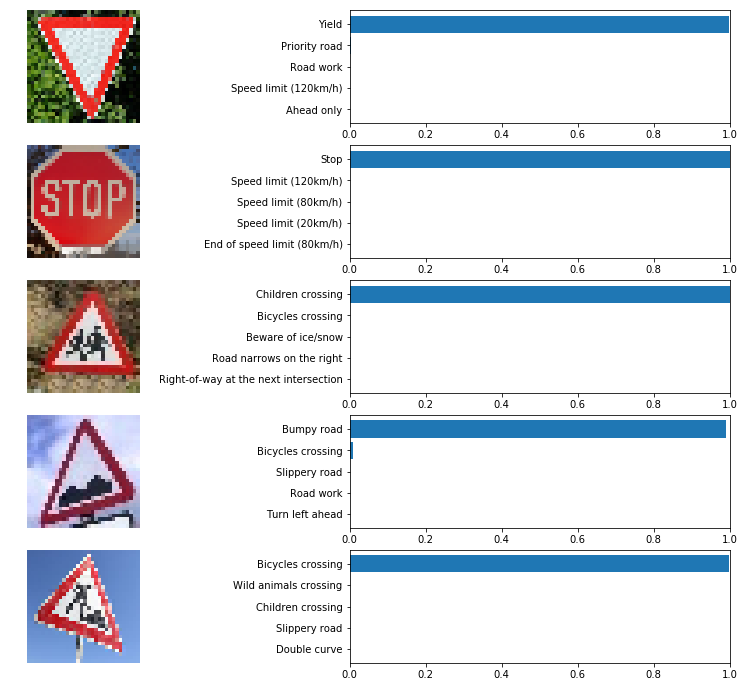 Yield
Priority road
Road work
Speed limit (120km/h)
Ahead only
0.0 0.2 0.4 0.6 0.8 1.0
STOP
Stop
Speed limit (120km/h)
Speed limit (80km/h)
Speed limit (20km/h)
End of speed limit (80km/h)
0.0 0.2 0.4 0.6 0.8 1.0
Children crossing
Bicycles crossing
Beware of ice/snow
Road narrows on the right
Right-of-way at the next intersection
0.0 0.2 0.4 0.6 0.8 1.0
Bumpy road
Bicycles crossing
Slippery road
Road work
Turn left ahead
0.0 0.2 0.4 0.6 0.8 1.0
Bicycles crossing
Wild animals crossing
Children crossing
Slippery road
Double curve
0.0 0.2 0.4 0.6 0.8 1.0